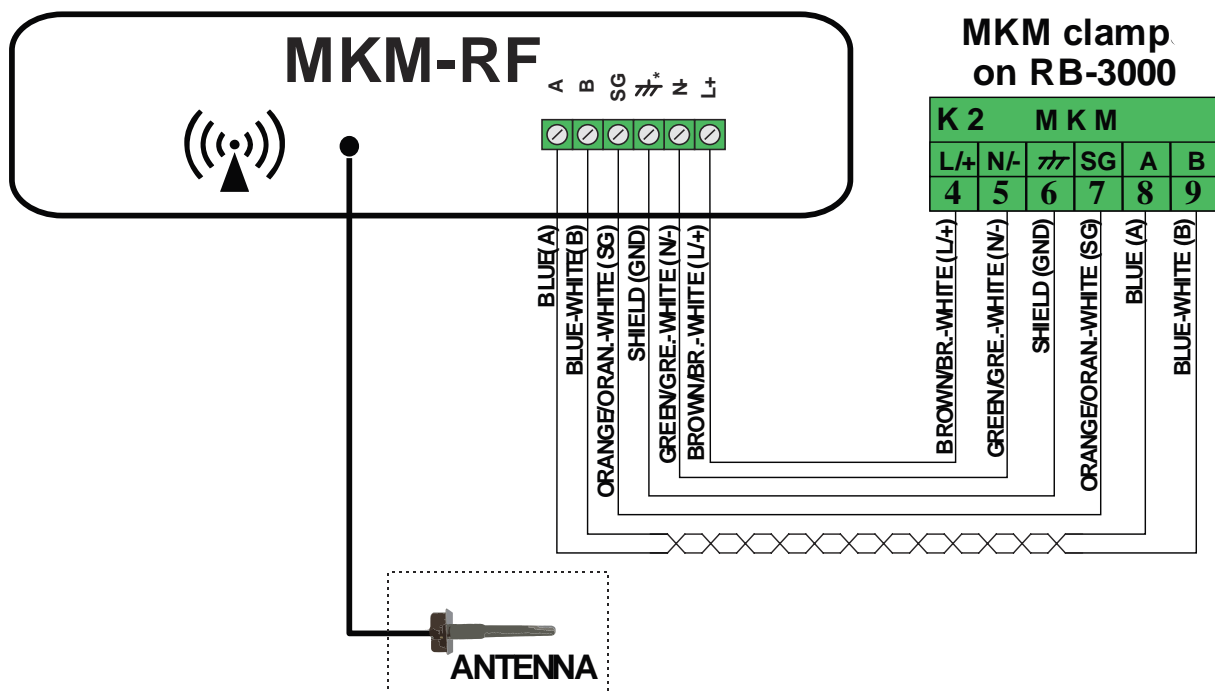 MKM-RF
A
B
SG
*
N-
L+
MKM clamp
on RB-3000
K 2 M K M
L/+ N/- SG A B
4 5 6 7 8 9
BLUE(A)
BLUE-WHITE(B)
ORANGE/ORAN.-WHITE (SG)
SHIELD (GND)
GREEN/GRE.-WHITE (N/-)
BROWN/BR.-WHITE (L/+)
BROWN/BR.-WHITE (L/+)
GREEN/GRE.-WHITE (N/-)
SHIELD (GND)
ORANGE/ORAN.-WHITE (SG)
BLUE (A)
BLUE-WHITE (B)
ANTENNA